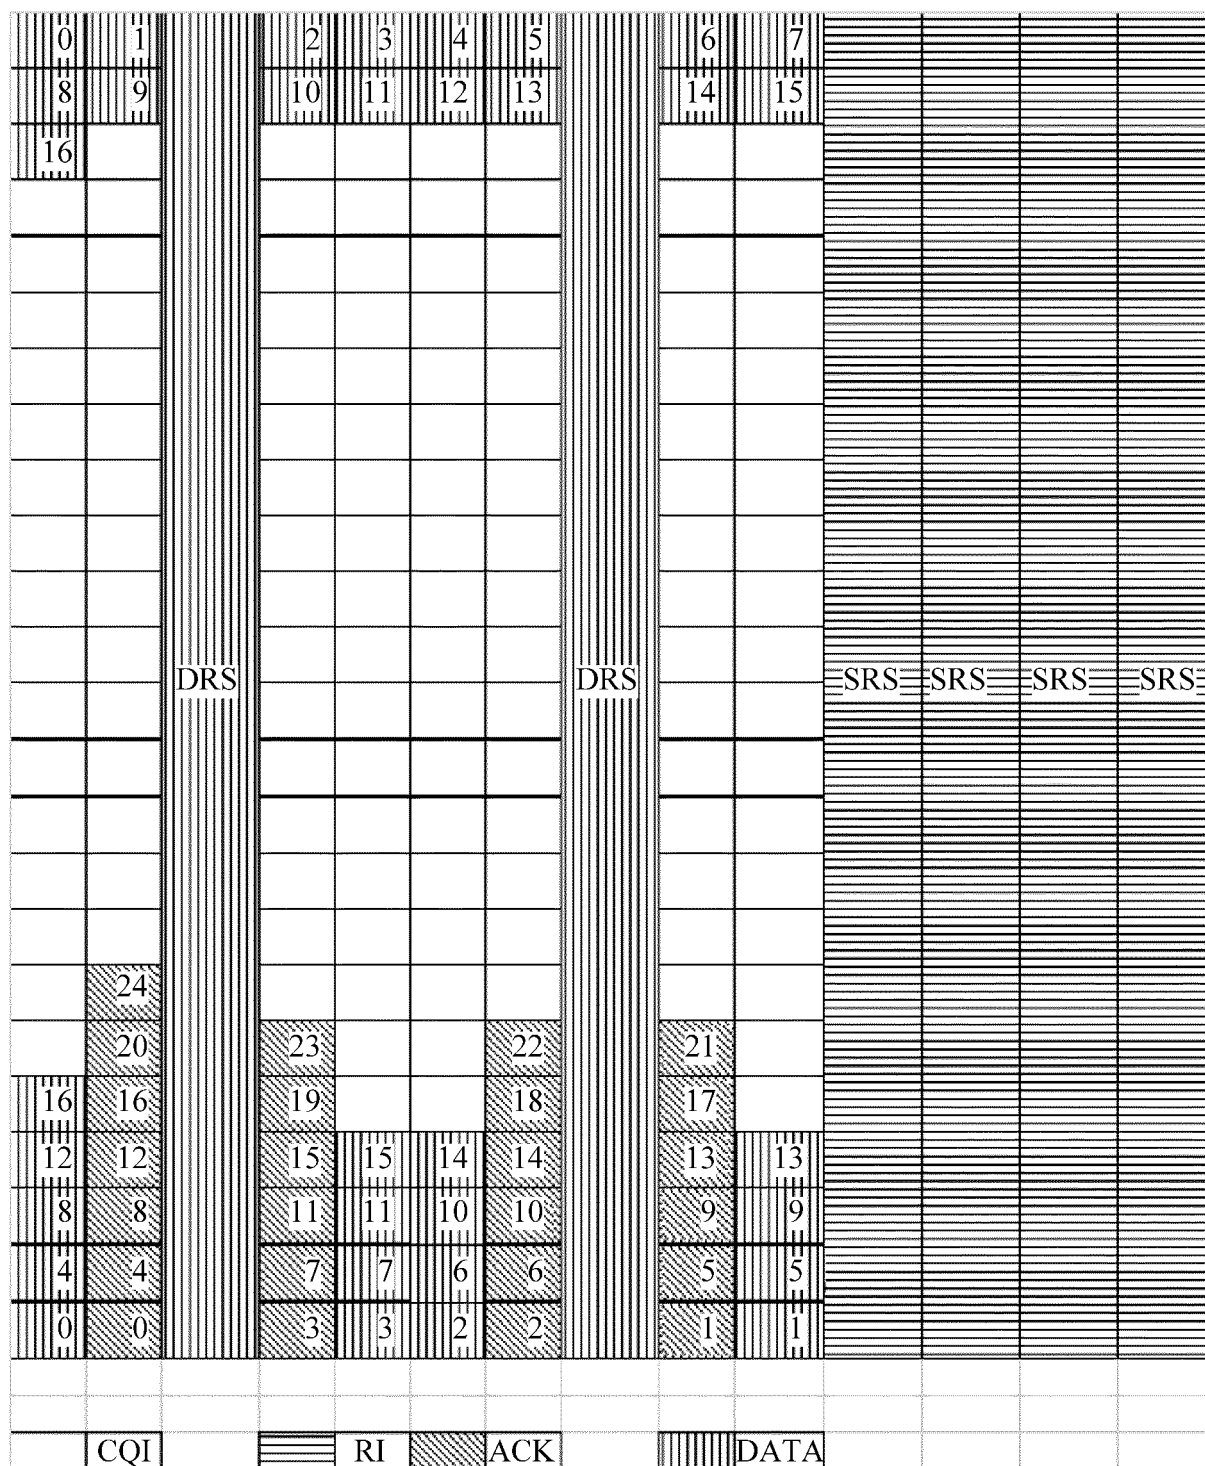 0 1 2 3 4 5 6 7
8 9 10 11 12 13 14 15
16
DRS DRS SRS SRS SRS SRS
24
20 23 22 21
16 16 19 18 17
12 12 15 15 14 14 13 13
8 8 11 11 10 10 9 9
4 4 7 7 6 6 5 5
0 0 3 3 2 2 1 1
CQI RI ACK DATA